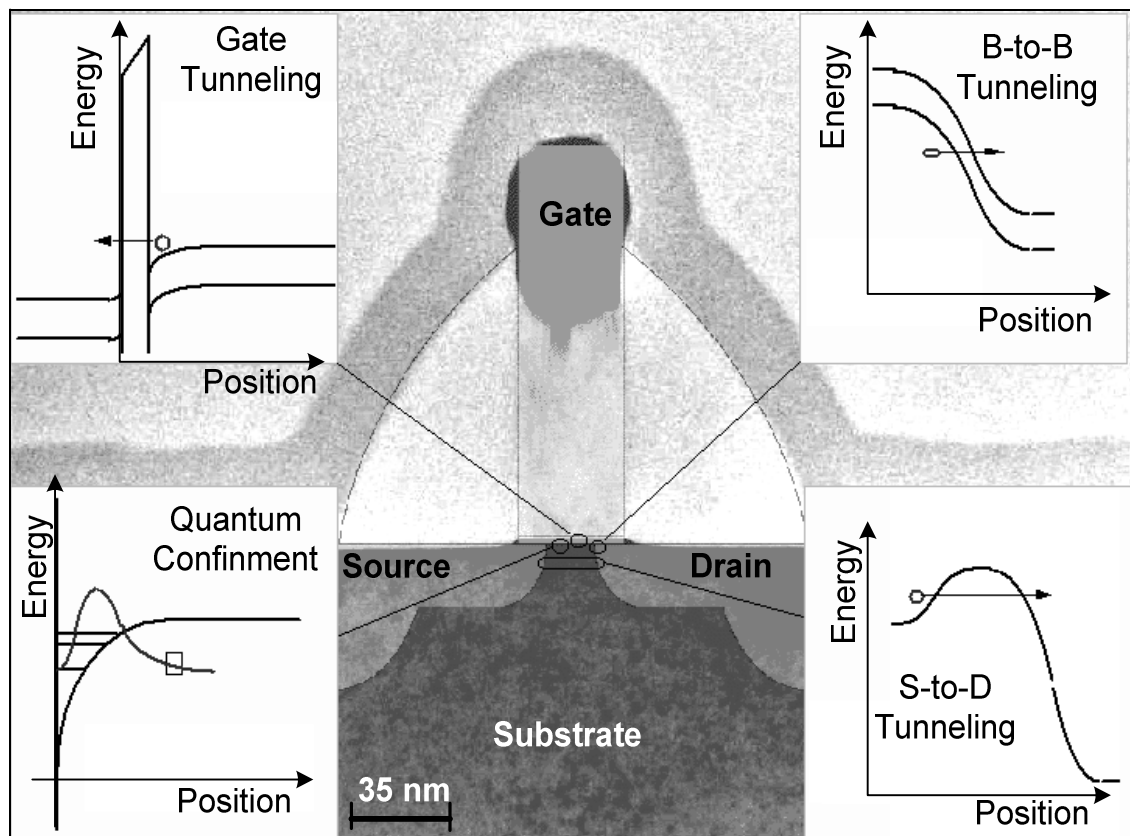 Gate
Tunneling
Energy
Position
B-to-B
Tunneling
Energy
Position
Gate
Source
Drain
Quantum
Confinment
Energy
Position
Substrate
35 nm
S-to-D
Tunneling
Energy
Position